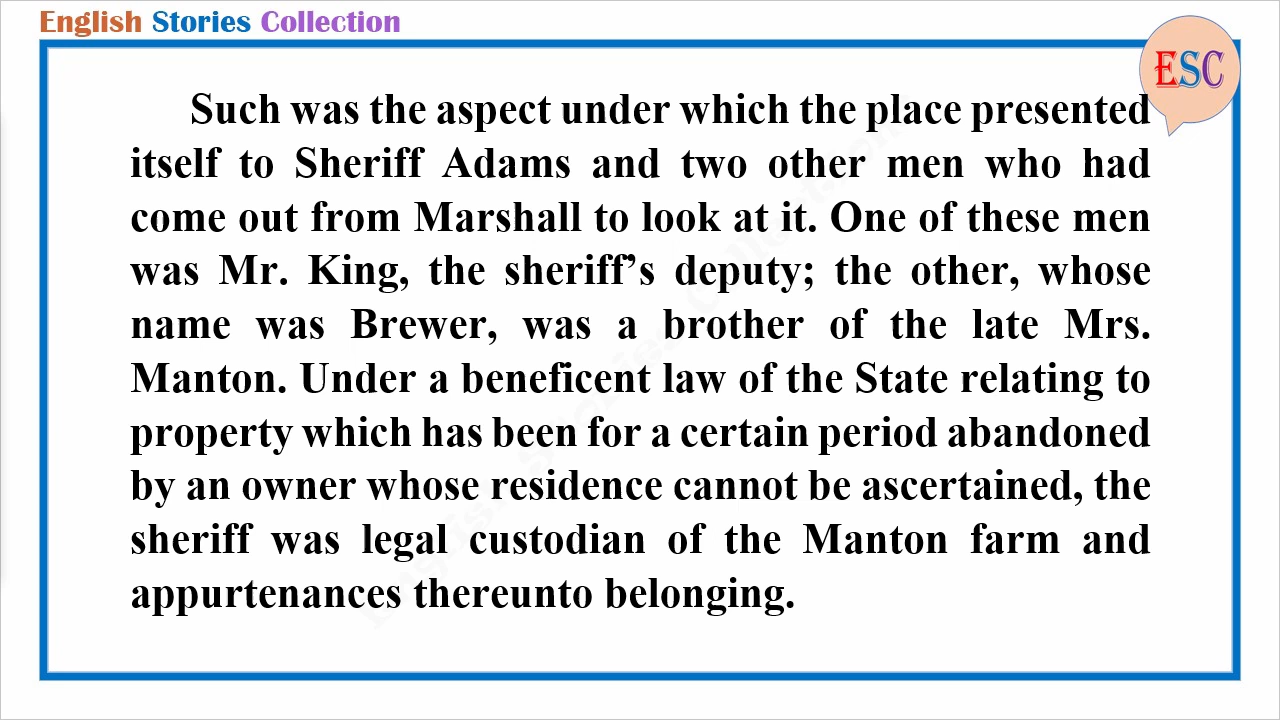 English Stories Collection
ESC
Such was the aspect under which the place presented
itself to Sheriff Adams and two other men who had
come out from Marshall to look at it. One of these men
was Mr. King, the sheriff’s deputy; the other, whose
name was Brewer, was a brother of the late Mrs.
Manton. Under a beneficent law of the State relating to
property which has been for a certain period abandoned
by an owner whose residence cannot be ascertained, the
sheriff was legal custodian of the Manton farm and
appurtenances thereunto belonging.
English Stories Collection